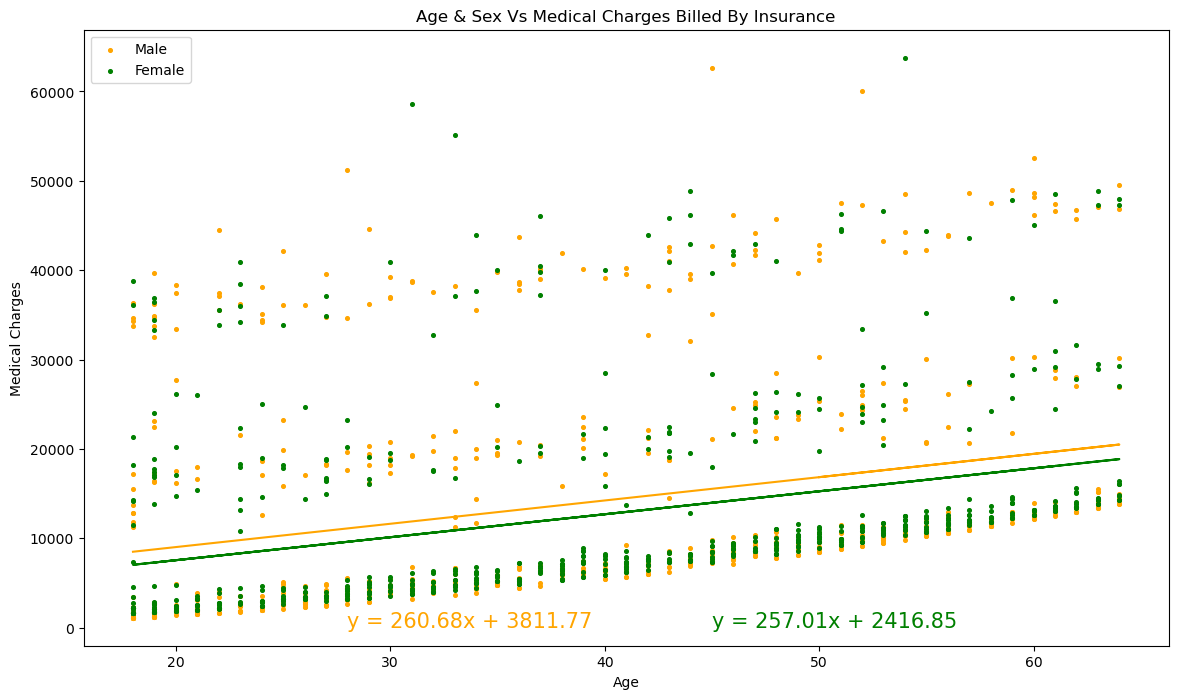 Age & Sex Vs Medical Charges Billed By Insurance
Male
Female
60000
50000
40000
30000
20000
10000
0
Medical Charges
y = 260.68x + 3811.77
y = 257.01x + 2416.85
20
30
40
50
60
Age